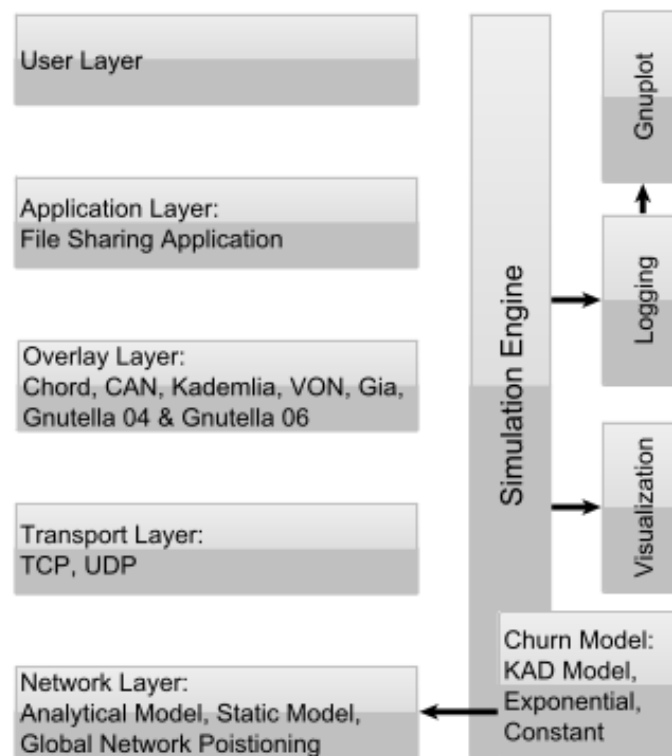 User Layer
Application Layer:
File Sharing Application
Overlay Layer:
Chord, CAN, Kademlia, VON, Gia,
Gnutella 04 & Gnutella 06
Transport Layer:
TCP, UDP
Network Layer:
Analytical Model, Static Model,
Global Network Poistioning
Simulation Engine
Gnuplot
Logging
Visualization
Churn Model:
KAD Model,
Exponential,
Constant